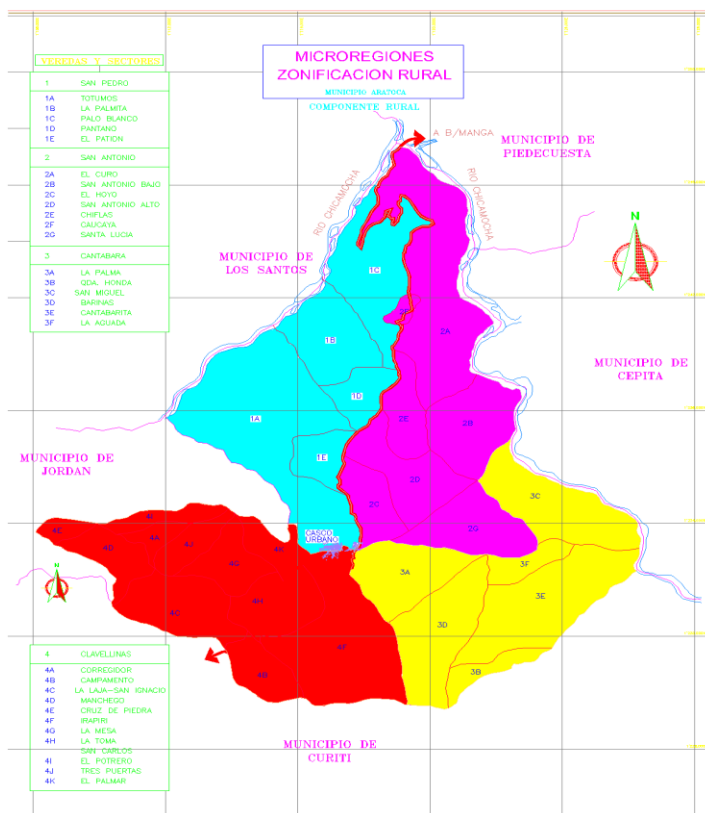 MICROREGIONES
ZONIFICACION RURAL
MUNICIPIO ARATOCA
COMPONENTE RURAL
VEREDAS Y SECTORES
1 SAN PEDRO
1A TOTUMOS
1B LA PALMITA
1C PALO BLANCO
1D PANTANO
1E EL PATION
2 SAN ANTONIO
2A EL CURO
2B SAN ANTONIO BAJO
2C EL HOYO
2D SAN ANTONIO ALTO
2E CHIFLAS
2F CAUCAYA
2G SANTA LUCIA
3 CANTABARA
3A LA PALMA
3B QDA. HONDA
3C SAN MIGUEL
3D BARINAS
3E CANTABARITA
3F LA AGUADA
A B/MANGA
MUNICIPIO DE
PIEDECUESTA
RIO CHICAMOCHA
RIO CHICAMOCHA
MUNICIPIO DE
LOS SANTOS
N
1C
2A
1B
MUNICIPIO DE
CEPITA
1D
1A
2E
2B
MUNICIPIO DE
JORDAN
1E
2D
3C
2G
4E
4I
4A
4D
4J
4K
CASCO
URBANO
4C
3A
3F
N
4H
3E
4G
3D
4F
4B
3B
4 CLAVELLINAS
4A CORREGIDOR
4B CAMPAMENTO
4C LA LAJA-SAN IGNACIO
4D MANCHEGO
4E CRUZ DE PIEDRA
4F IRAPIRI
4G LA MESA
4H LA TOMA
SAN CARLOS
4I EL POTRERO
4J TRES PUERTAS
4K EL PALMAR
MUNICIPIO DE
CURITI